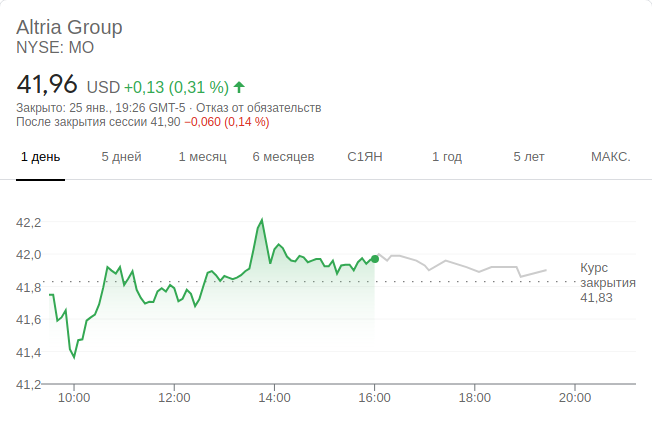 Altria Group
NYSE: MO
41,96 USD +0,13 (0,31 %)
Закрыто: 25 янв., 19:26 GMT-5 · Отказ от обязательств
После закрытия сессии 41,90 −0,060 (0,14 %)
1 день 5 дней 1 месяц 6 месяцев С1ЯН 1 год 5 лет МАКС.
42,2
42,0
41,8
41,6
41,4
41,2
Курс
закрытия
41,83
10:00 12:00 14:00 16:00 18:00 20:00